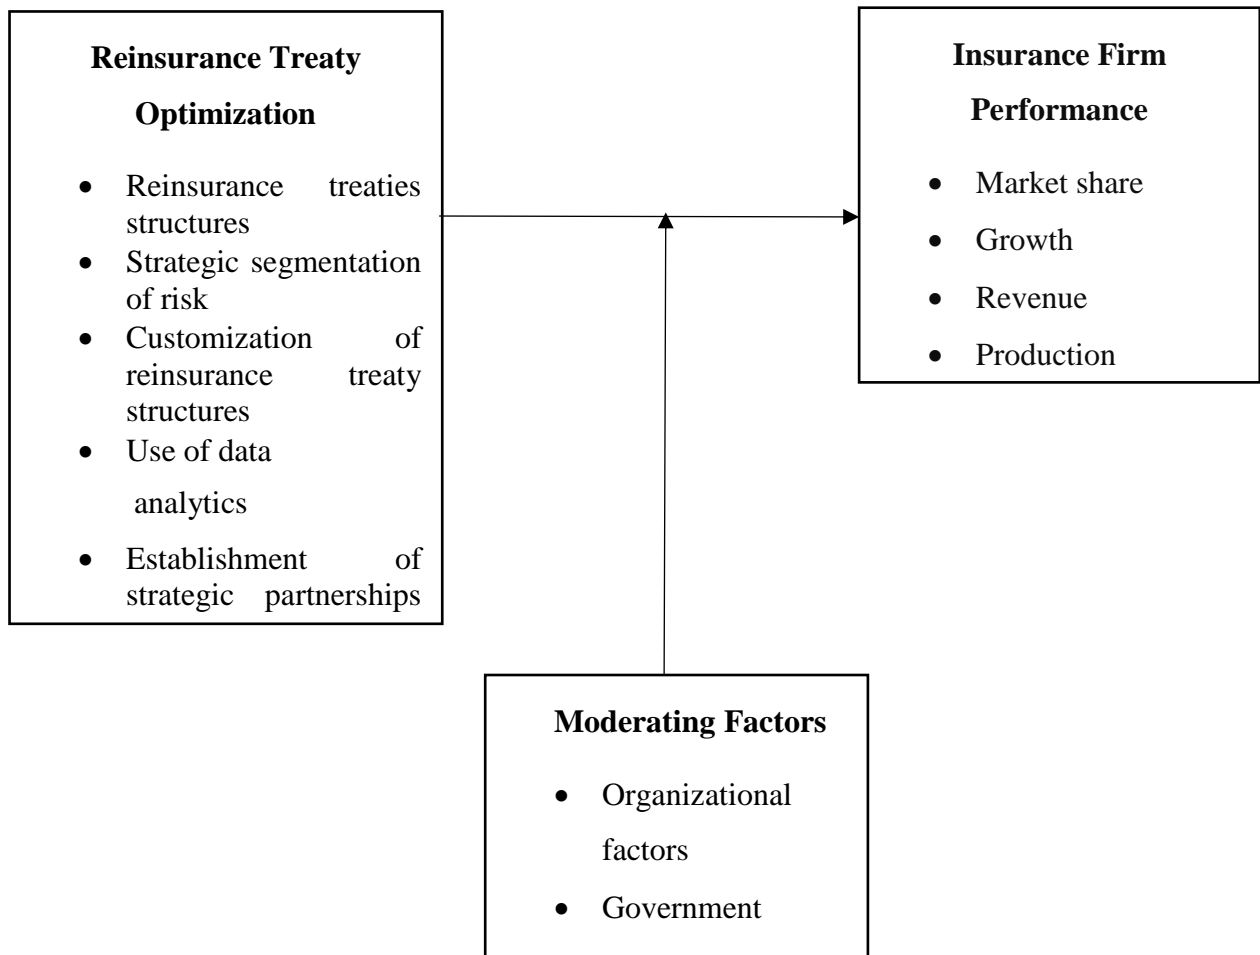 Reinsurance Treaty
Optimization
• Reinsurance treaties
structures
• Strategic segmentation
of risk
• Customization of
reinsurance treaty
structures
• Use of data
analytics
• Establishment of
strategic partnerships
Insurance Firm
Performance
• Market share
• Growth
• Revenue
• Production
Moderating Factors
• Organizational
factors
• Government